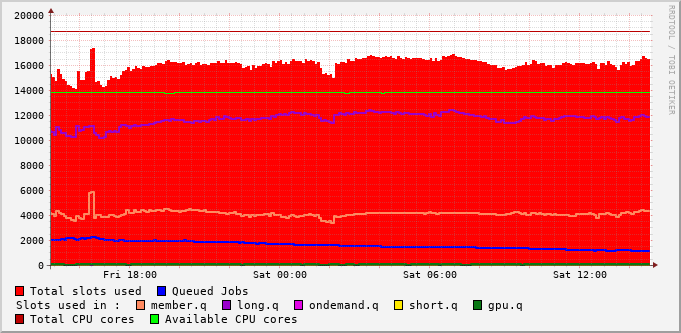 20000
18000
16000
14000
12000
10000
8000
6000
4000
2000
0
Fri 18:00 Sat 00:00 Sat 06:00 Sat 12:00
RRDTOOL / TOBI OETIKER
Total slots used Queued Jobs
Slots used in : member.q long.q ondemand.q short.q gpu.q
Total CPU cores Available CPU cores